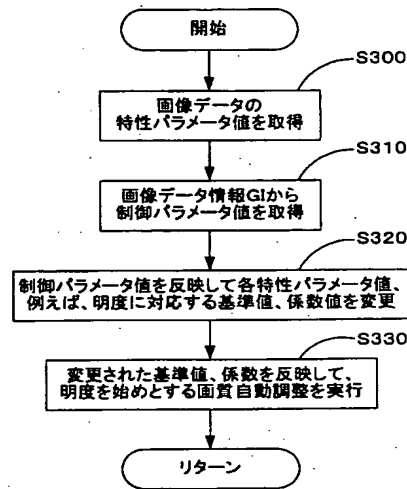 開始
S300
画像データの
特性パラメータ値を取得
S310
画像データ情報GIから
制御パラメータ値を取得
S320
制御パラメータ値を反映して各特性パラメータ値、
例えば、明度に対応する基準値、係数値を変更
S330
変更された基準値、係数を反映して、
明度を始めとする画質自動調整を実行
リターン